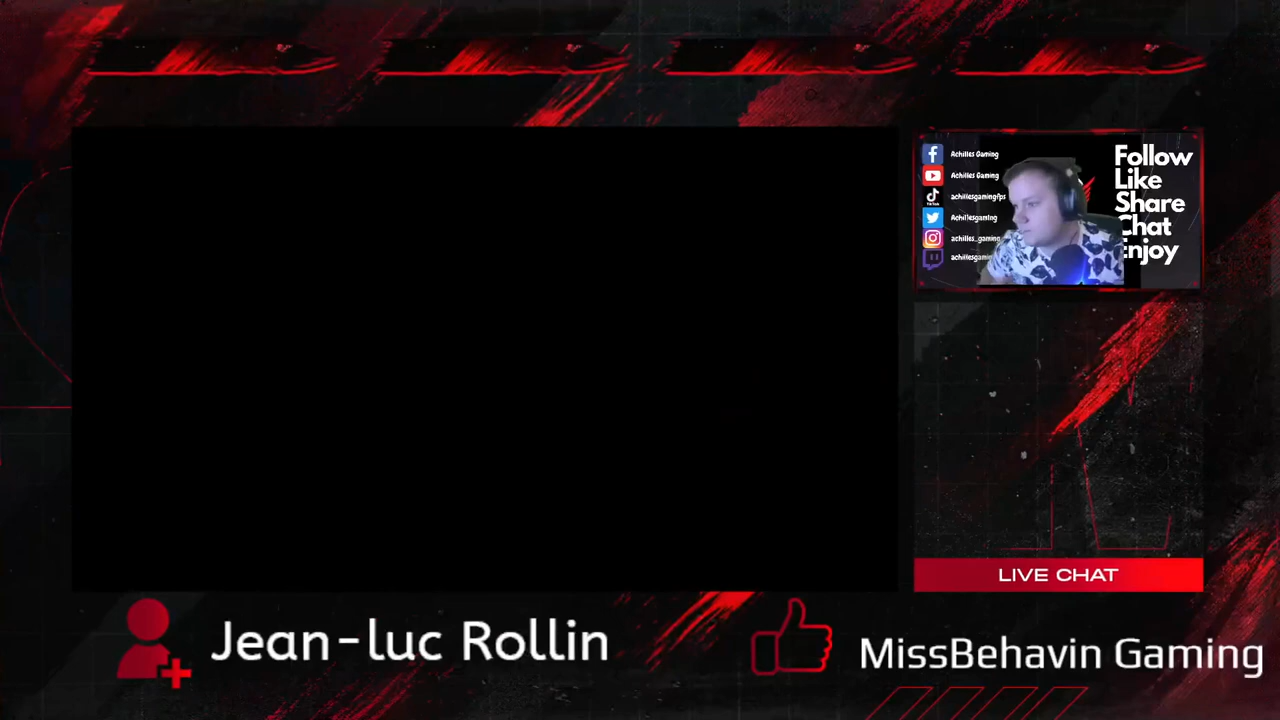 Achilles Gaming
Achilles Gaming
achillesgamingfps
Achillesgaming
achilles_gaming
Follow
Like
Share
Chat
Enjoy
LIVE CHAT
Jean-luc Rollin
MissBehavin Gaming